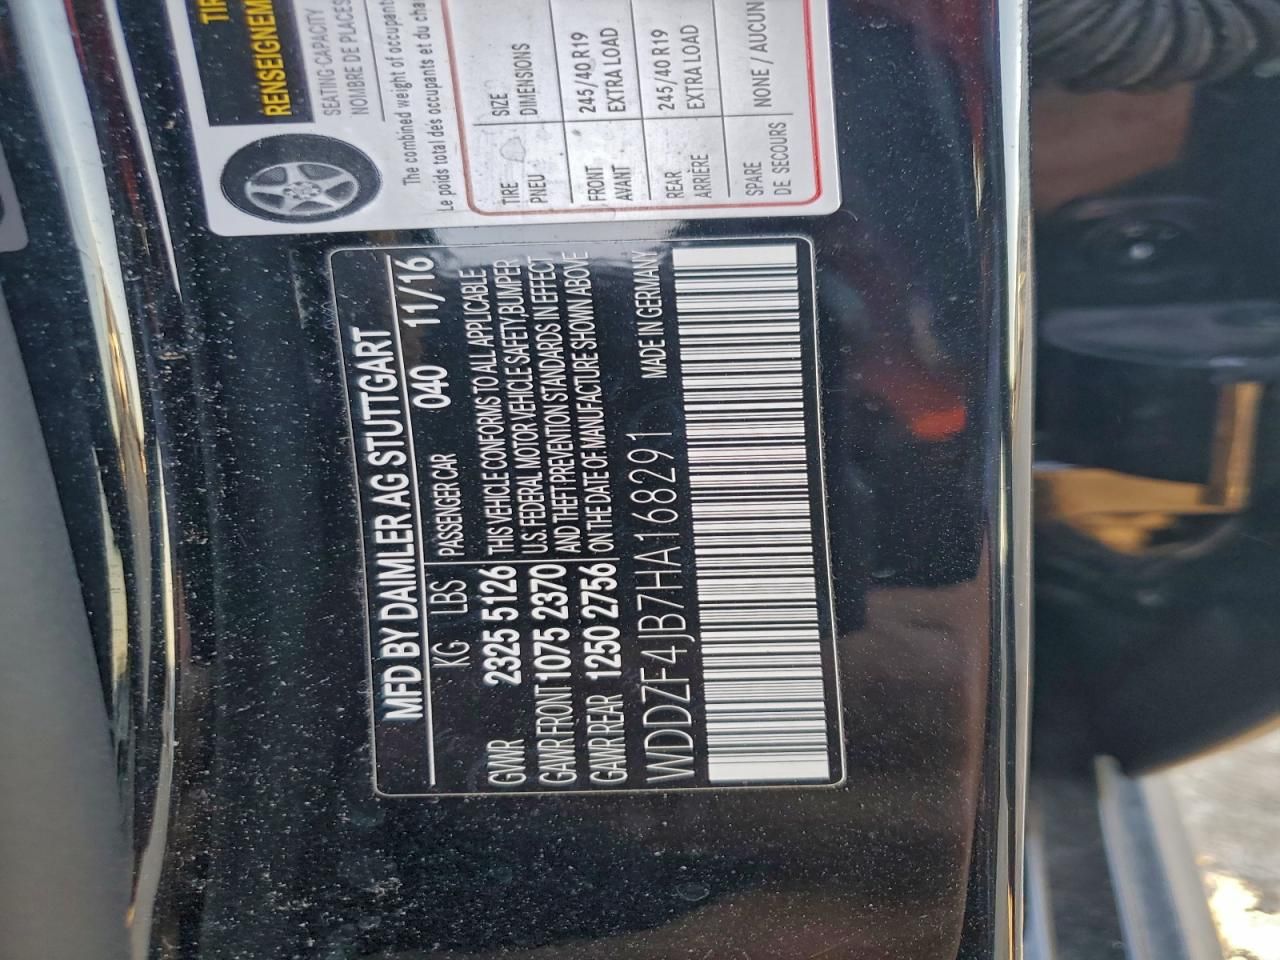 TIR
RENSEIGNEM
SEATING CAPACITY
NOMBRE DE PLACES
The combined weight of occupant
Le poids total des occupants et du cha
TIRE SIZE
PNEU DIMENSIONS
FRONT 245/40 R19
AVANT EXTRA LOAD
REAR 245/40 R19
ARRIÈRE EXTRA LOAD
SPARE NONE / AUCUN
DE SECOURS
MFD BY DAIMLER AG STUTTGART
KG LBS PASSENGER CAR 040 11/16
GVWR 2325 5126 THIS VEHICLE CONFORMS TO ALL APPLICABLE
GAWR FRONT 1075 2370 U.S. FEDERAL MOTOR VEHICLE SAFETY,BUMPER
GAWR REAR 1250 2756 AND THEFT PREVENTION STANDARDS IN EFFECT
ON THE DATE OF MANUFACTURE SHOWN ABOVE
WDDZF4JB7HA168291 MADE IN GERMANY